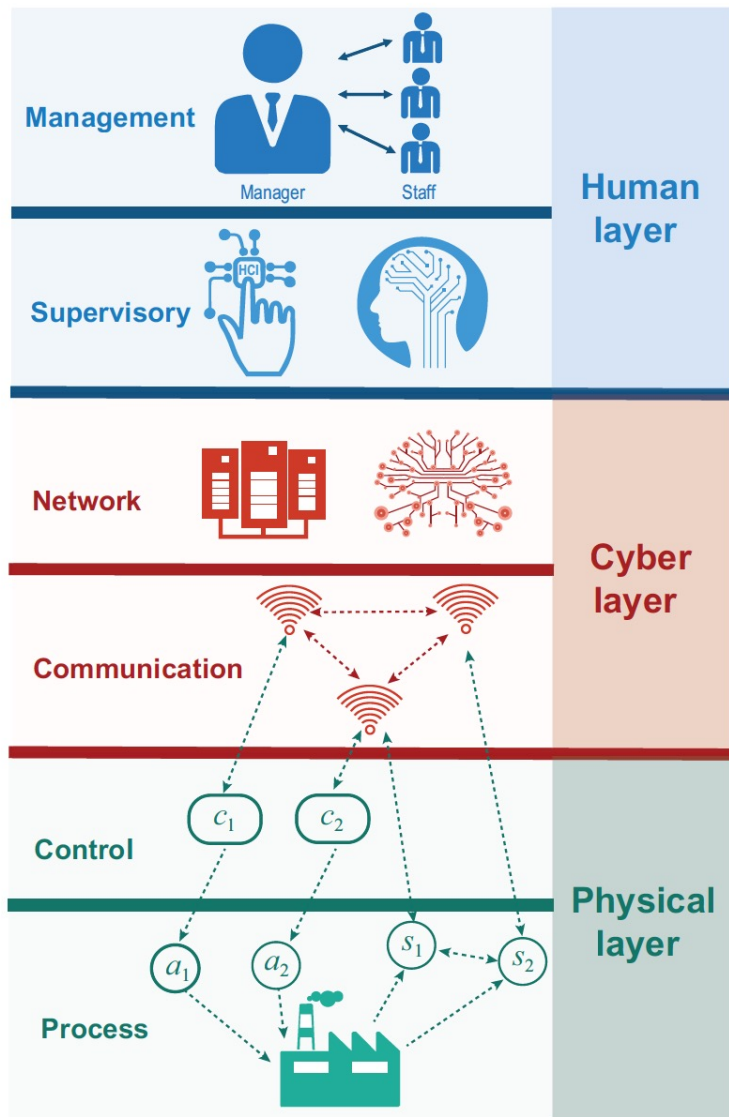 Management
Manager
Staff
Human
layer
HCI
Supervisory
Network
Cyber
layer
Communication
c1
c2
Control
Physical
layer
a1
a2
s1
s2
Process